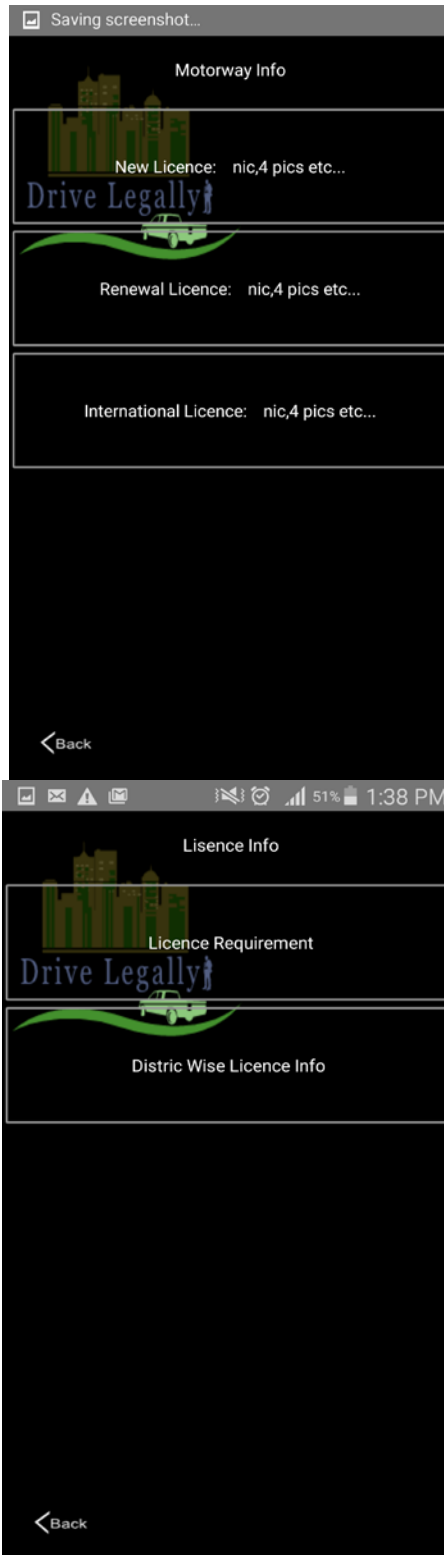 Saving screenshot...
Motorway Info
New Licence: nic,4 pics etc...
Drive Legally
Renewal Licence: nic,4 pics etc...
International Licence: nic,4 pics etc...
Back
51% 1:38 PM
Lisence Info
Licence Requirement
Drive Legally
Distric Wise Licence Info
Back